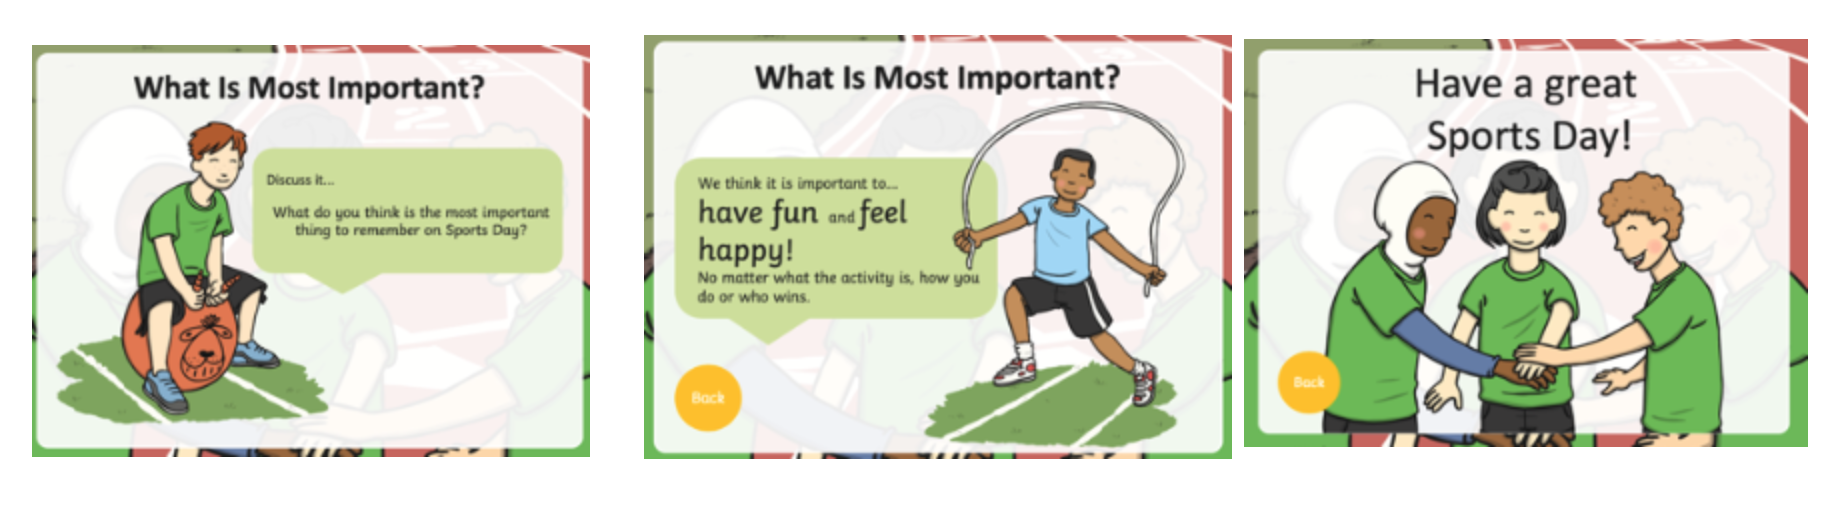 What Is Most Important?
Discuss it...
What do you think is the most important
thing to remember on Sports Day?
What Is Most Important?
We think it is important to...
have fun and feel
happy!
No matter what the activity is, how you
do or who wins.
Back
Have a great
Sports Day!
Back